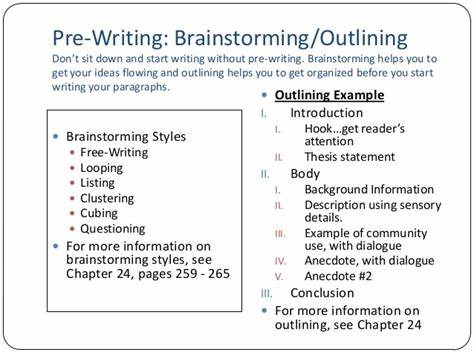 Pre-Writing: Brainstorming/Outlining
Don't sit down and start writing without pre-writing. Brainstorming helps you to
get your ideas flowing and outlining helps you to get organized before you start
writing your paragraphs.
• Brainstorming Styles
• Free-Writing
• Looping
• Listing
• Clustering
• Cubing
• Questioning
• For more information on
brainstorming styles, see
Chapter 24, pages 259 - 265
• Outlining Example
I. Introduction
I. Hook...get reader's
attention
II. Thesis statement
II. Body
I. Background Information
II. Description using sensory
details.
III. Example of community
use, with dialogue
IV. Anecdote, with dialogue
V. Anecdote #2
III. Conclusion
• For more information on
outlining, see Chapter 24